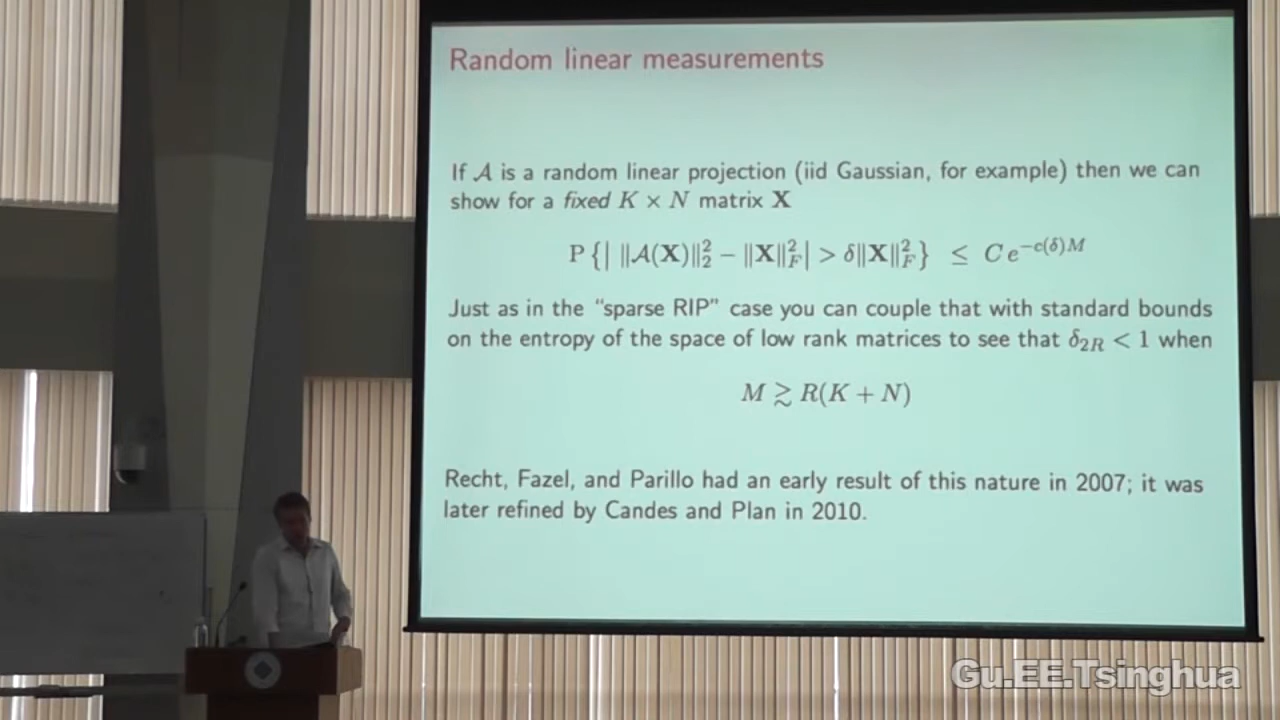 Random linear measurements
If 𝒜 is a random linear projection (iid Gaussian, for example) then we can
show for a fixed K × N matrix X
P{| ‖𝒜(X)‖₂² − ‖X‖_F²| > δ‖X‖_F²} ≤ C e^{−c(δ)M}
Just as in the “sparse RIP” case you can couple that with standard bounds
on the entropy of the space of low rank matrices to see that δ_{2R} < 1 when
M ≳ R(K + N)
Recht, Fazel, and Parillo had an early result of this nature in 2007; it was
later refined by Candes and Plan in 2010.
Gu.EE.Tsinghua